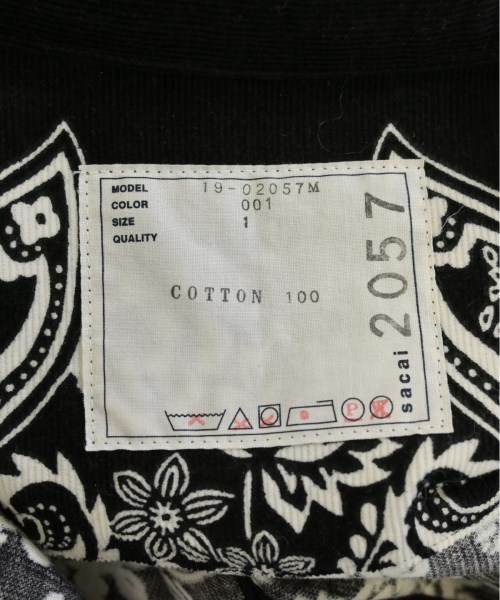 MODEL 19-02057M
COLOR 001
SIZE 1
QUALITY
COTTON 100
P
sacai 2057